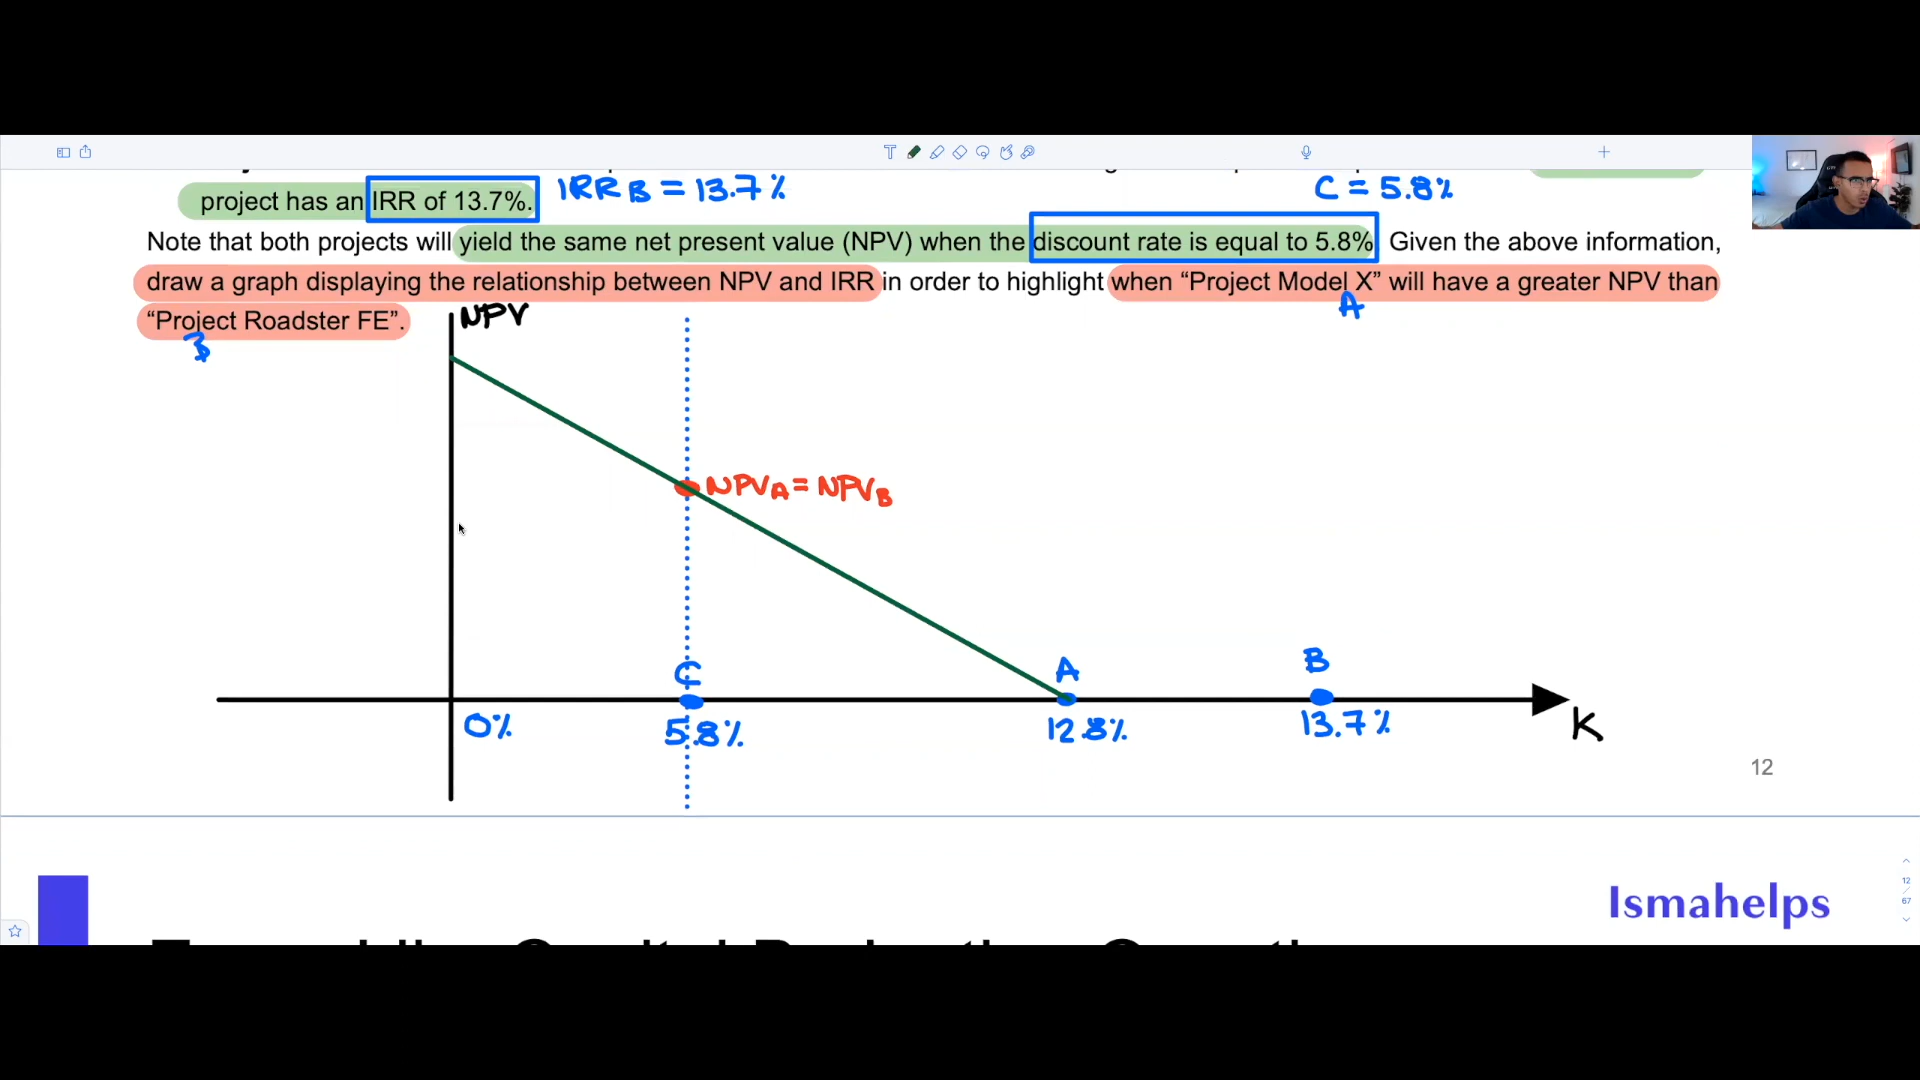 project has an IRR of 13.7%. IRR B = 13.7% C = 5.8%
Note that both projects will yield the same net present value (NPV) when the discount rate is equal to 5.8% Given the above information,
draw a graph displaying the relationship between NPV and IRR in order to highlight when “Project Model X” will have a greater NPV than
A
“Project Roadster FE”.
B
NPV
NPVA = NPVB
C A B
0% 5.8% 12.8% 13.7% K
12
Ismahelps
12
67